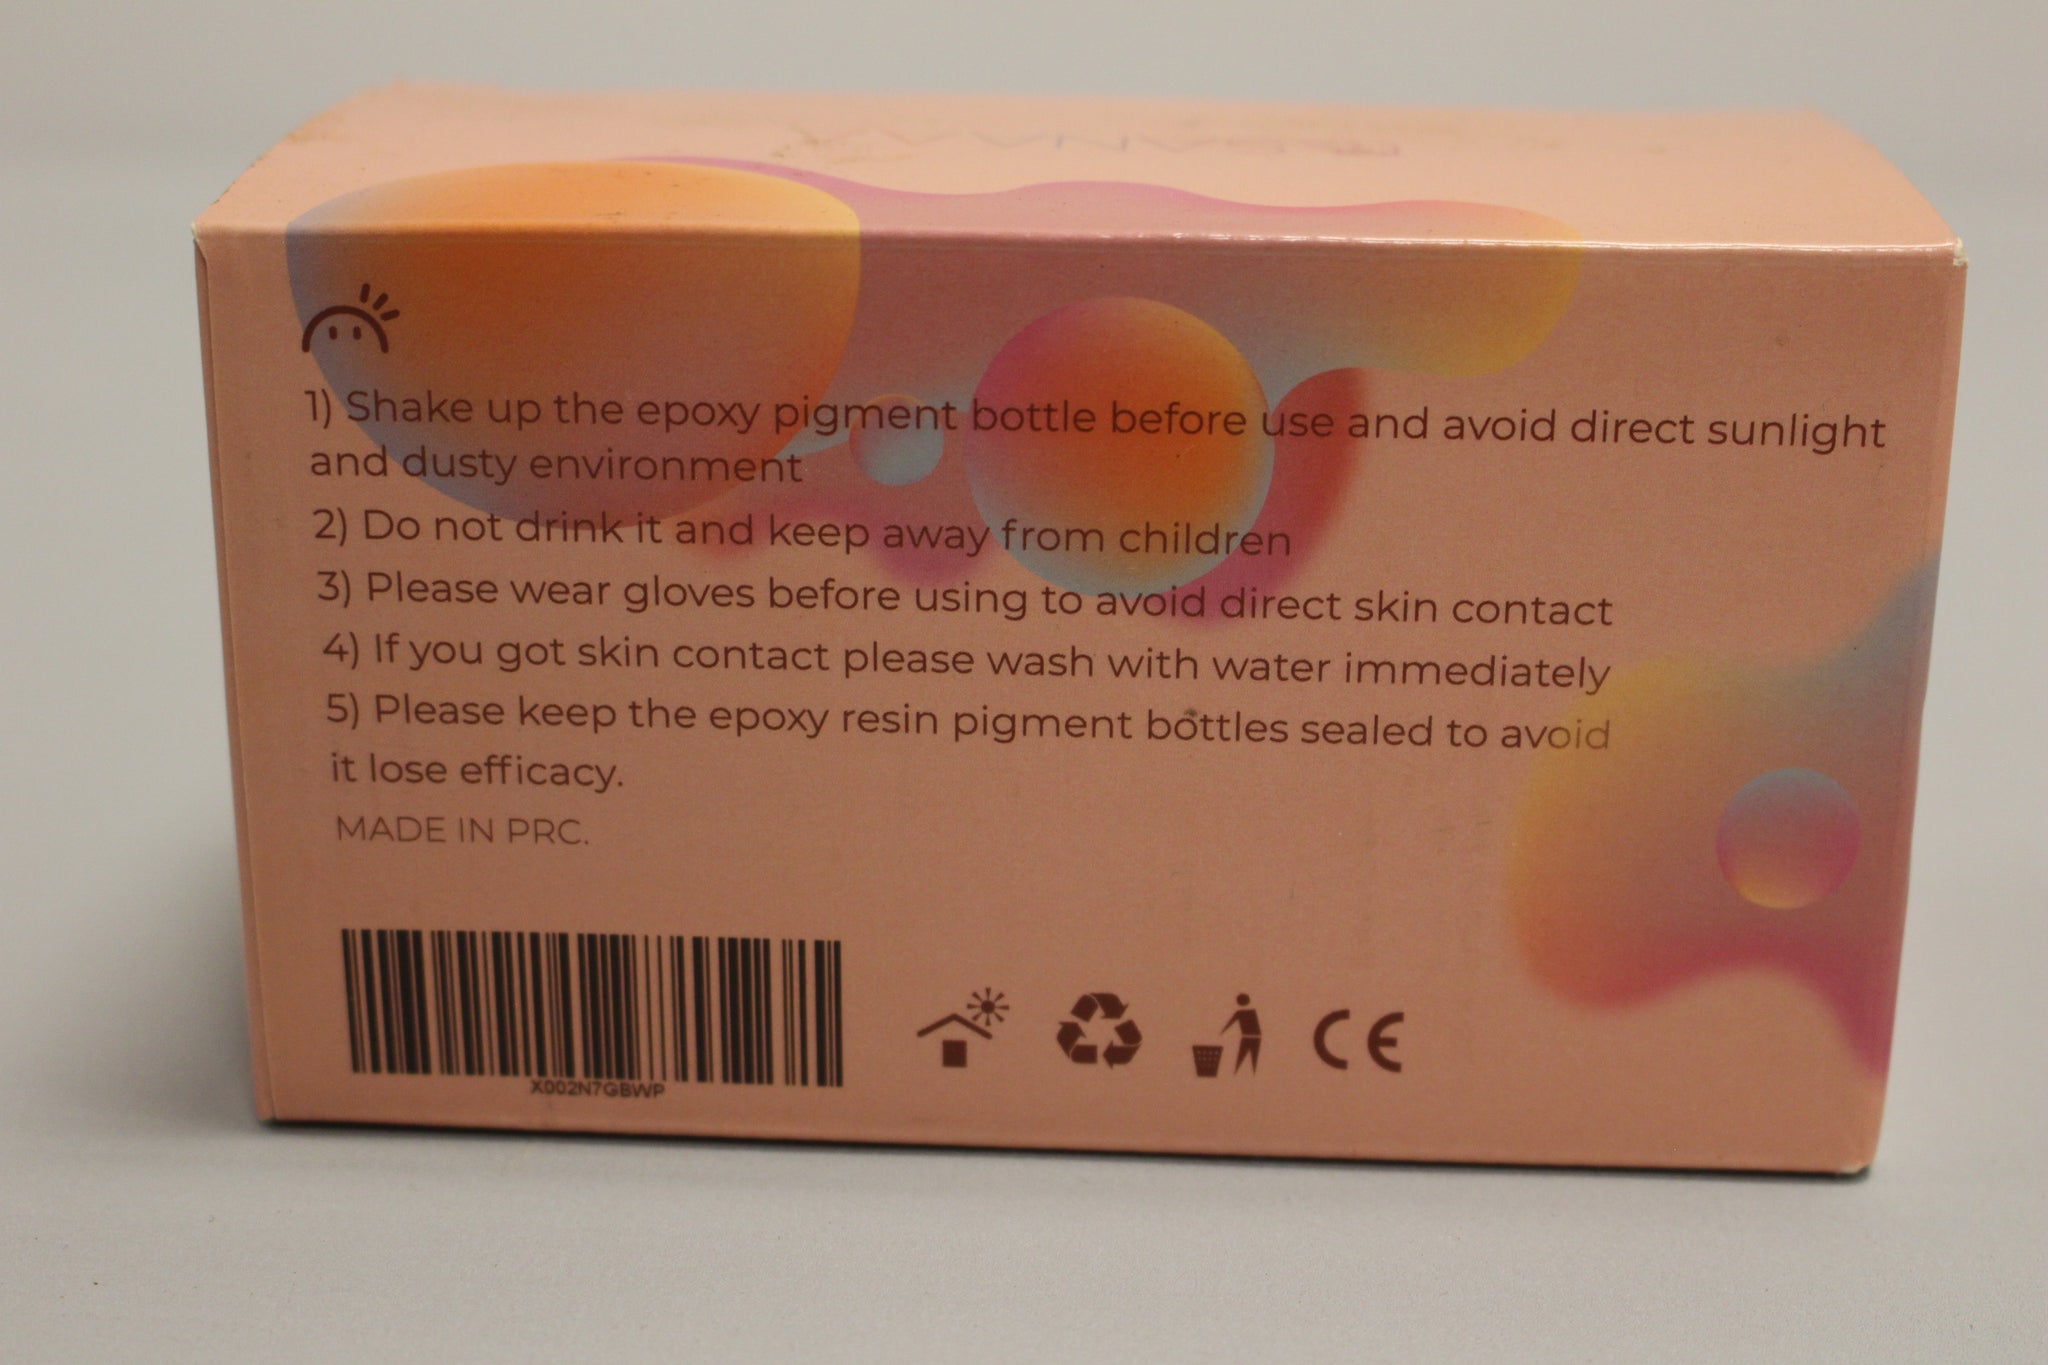 1) Shake up the epoxy pigment bottle before use and avoid direct sunlight
and dusty environment
2) Do not drink it and keep away from children
3) Please wear gloves before using to avoid direct skin contact
4) If you got skin contact please wash with water immediately
5) Please keep the epoxy resin pigment bottles sealed to avoid
it lose efficacy.
MADE IN PRC.
X002N7GBWP
CE